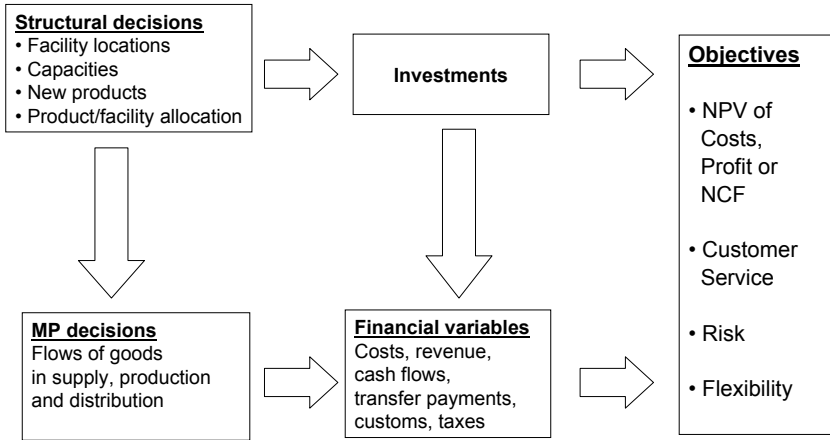 Structural decisions
• Facility locations
• Capacities
• New products
• Product/facility allocation
Investments
Objectives
• NPV of
Costs,
Profit or
NCF
• Customer
Service
• Risk
• Flexibility
MP decisions
Flows of goods
in supply, production
and distribution
Financial variables
Costs, revenue,
cash flows,
transfer payments,
customs, taxes